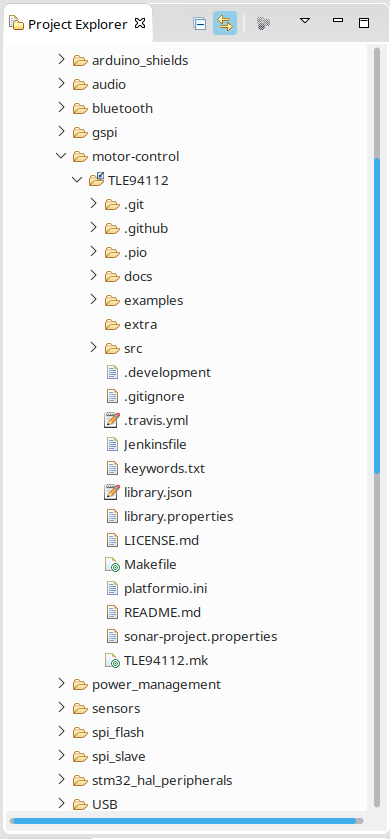 Project Explorer
arduino_shields
audio
bluetooth
gspi
motor-control
TLE94112
.git
.github
.pio
docs
examples
extra
src
.development
.gitignore
.travis.yml
Jenkinsfile
keywords.txt
library.json
library.properties
LICENSE.md
Makefile
platformio.ini
README.md
sonar-project.properties
TLE94112.mk
power_management
sensors
spi_flash
spi_slave
stm32_hal_peripherals
USB